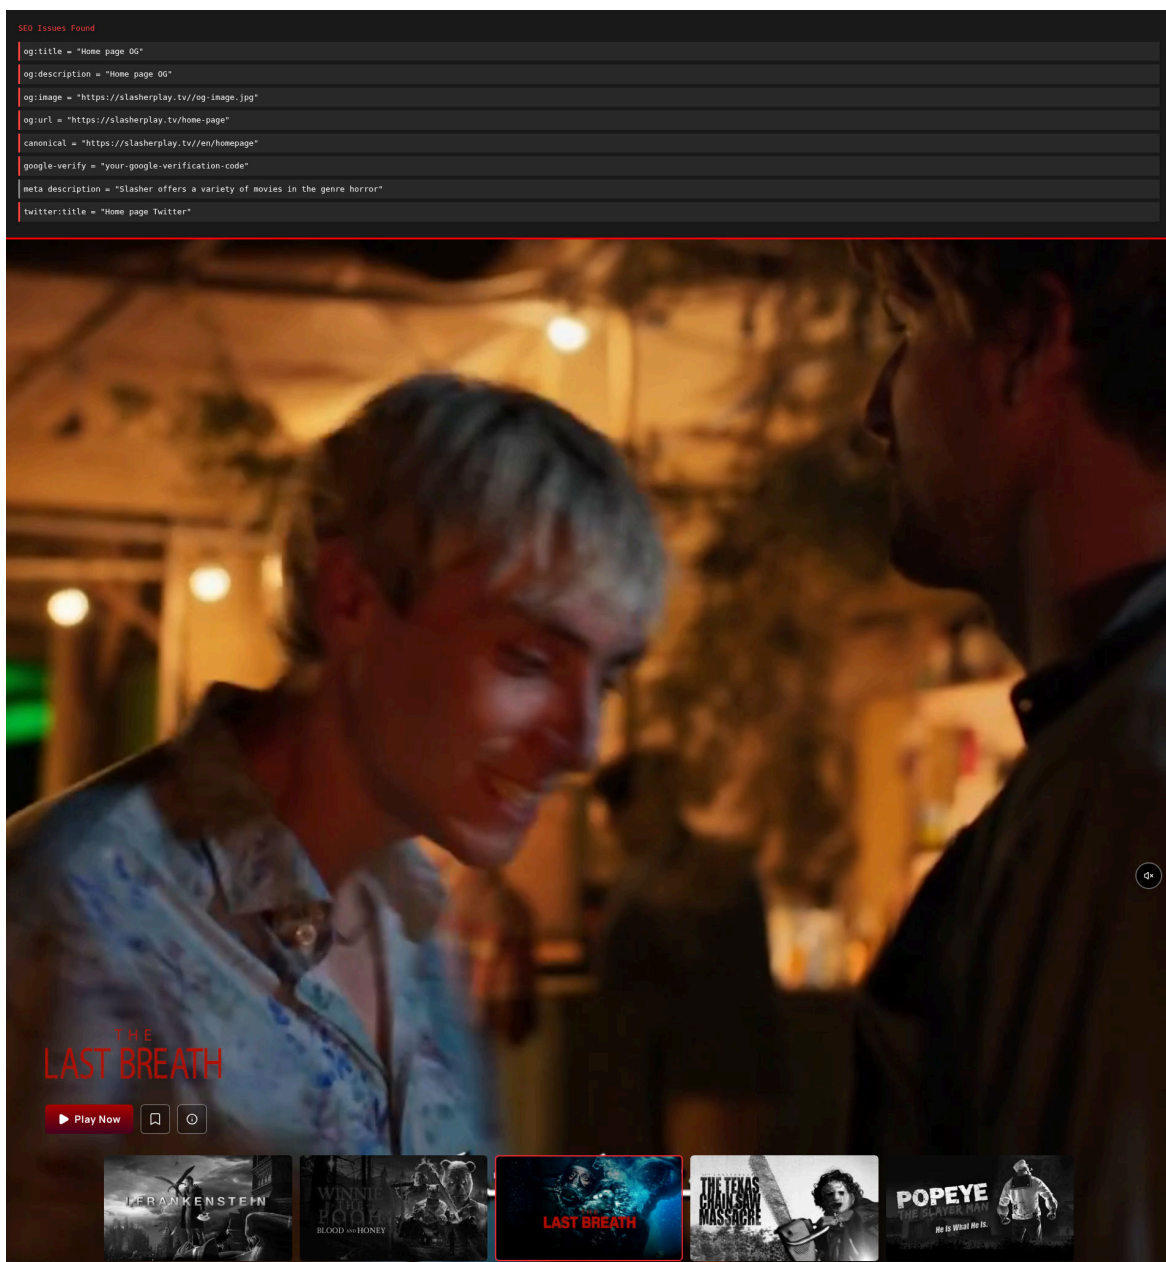 SEO Issues Found
og:title = "Home page OG"
og:description = "Home page OG"
og:image = "https://slasherplay.tv//og-image.jpg"
og:url = "https://slasherplay.tv/home-page"
canonical = "https://slasherplay.tv//en/homepage"
google-verify = "your-google-verification-code"
meta description = "Slasher offers a variety of movies in the genre horror"
twitter:title = "Home page Twitter"
THE
LAST BREATH
Play Now
I, FRANKENSTEIN
WINNIE
THE
POOH
BLOOD AND HONEY
LAST BREATH
THE TEXAS
CHAIN SAW
MASSACRE
POPEYE
THE SLAYER MAN
He Is What He Is.